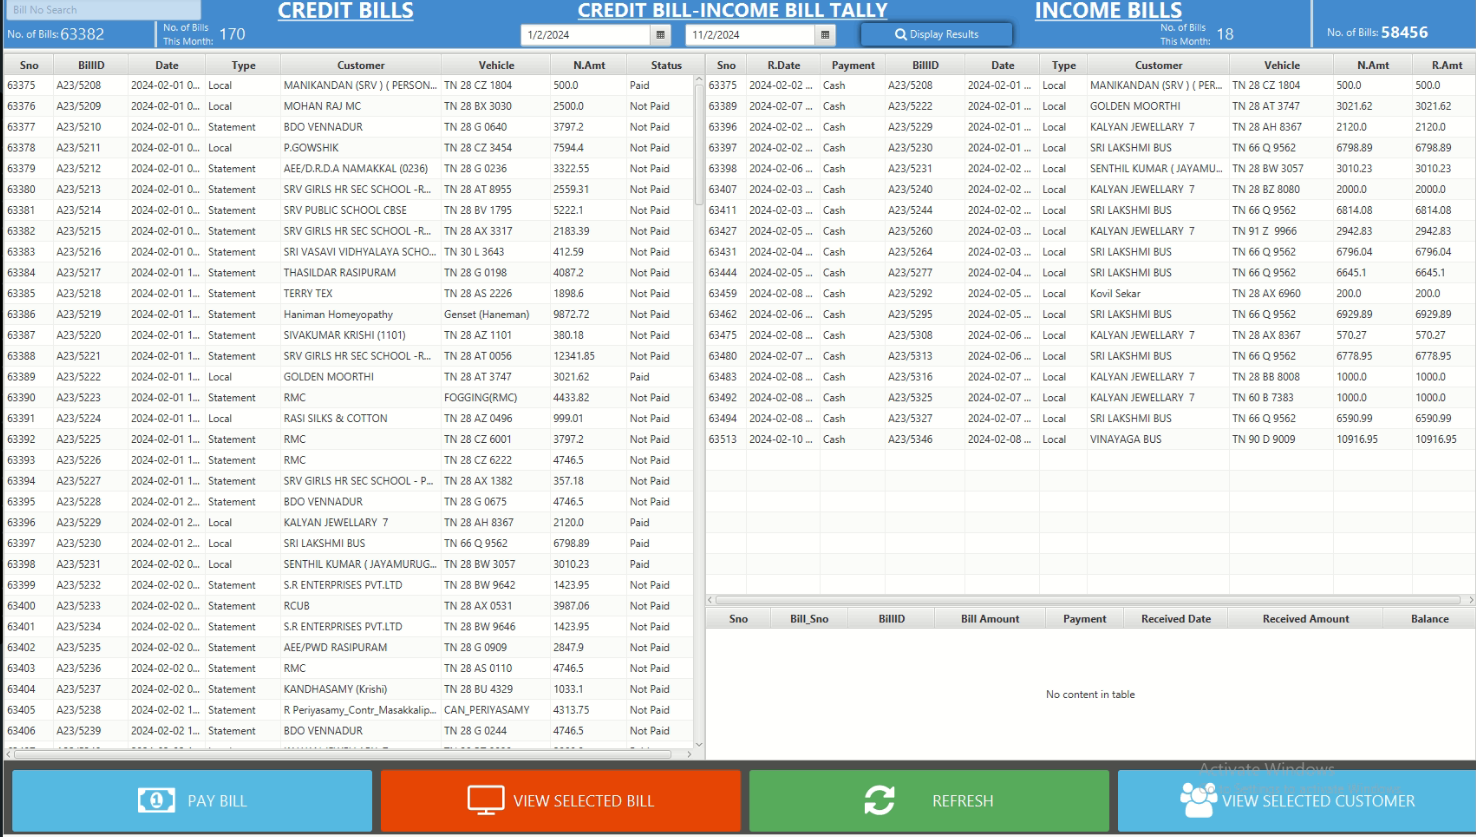 Bill No Search
CREDIT BILLS
CREDIT BILL-INCOME BILL TALLY
INCOME BILLS
No. of Bills: 63382
No. of Bills This Month: 170
1/2/2024
11/2/2024
Display Results
No. of Bills This Month: 18
No. of Bills: 58456
Sno BillID Date Type Customer Vehicle N.Amt Status
63375 A23/5208 2024-02-01 0... Local MANIKANDAN (SRV ) ( PERSON... TN 28 CZ 1804 500.0 Paid
63376 A23/5209 2024-02-01 0... Local MOHAN RAJ MC TN 28 BX 3030 2500.0 Not Paid
63377 A23/5210 2024-02-01 0... Statement BDO VENNADUR TN 28 G 0640 3797.2 Not Paid
63378 A23/5211 2024-02-01 0... Local P.GOWSHIK TN 28 CZ 3454 7594.4 Not Paid
63379 A23/5212 2024-02-01 0... Statement AEE/D.R.D.A NAMAKKAL (0236) TN 28 G 0236 3322.55 Not Paid
63380 A23/5213 2024-02-01 0... Statement SRV GIRLS HR SEC SCHOOL -R... TN 28 AT 8955 2559.31 Not Paid
63381 A23/5214 2024-02-01 0... Statement SRV PUBLIC SCHOOL CBSE TN 28 BV 1795 5222.1 Not Paid
63382 A23/5215 2024-02-01 0... Statement SRV GIRLS HR SEC SCHOOL -R... TN 28 AX 3317 2183.39 Not Paid
63383 A23/5216 2024-02-01 0... Statement SRI VASAVI VIDHYALAYA SCHO... TN 30 L 3643 412.59 Not Paid
63384 A23/5217 2024-02-01 1... Statement THASILDAR RASIPURAM TN 28 G 0198 4087.2 Not Paid
63385 A23/5218 2024-02-01 1... Statement TERRY TEX TN 28 AS 2226 1898.6 Not Paid
63386 A23/5219 2024-02-01 1... Statement Haniman Homeyopathy Genset (Haneman) 9872.72 Not Paid
63387 A23/5220 2024-02-01 1... Statement SIVAKUMAR KRISHI (1101) TN 28 AZ 1101 380.18 Not Paid
63388 A23/5221 2024-02-01 1... Statement SRV GIRLS HR SEC SCHOOL -R... TN 28 AT 0056 12341.85 Not Paid
63389 A23/5222 2024-02-01 1... Local GOLDEN MOORTHI TN 28 AT 3747 3021.62 Paid
63390 A23/5223 2024-02-01 1... Statement RMC FOGGING(RMC) 4433.82 Not Paid
63391 A23/5224 2024-02-01 1... Local RASI SILKS & COTTON TN 28 AZ 0496 999.01 Not Paid
63392 A23/5225 2024-02-01 1... Statement RMC TN 28 CZ 6001 3797.2 Not Paid
63393 A23/5226 2024-02-01 1... Statement RMC TN 28 CZ 6222 4746.5 Not Paid
63394 A23/5227 2024-02-01 1... Statement SRV GIRLS HR SEC SCHOOL - P... TN 28 AX 1382 357.18 Not Paid
63395 A23/5228 2024-02-01 2... Statement BDO VENNADUR TN 28 G 0675 4746.5 Not Paid
63396 A23/5229 2024-02-01 2... Local KALYAN JEWELLARY 7 TN 28 AH 8367 2120.0 Paid
63397 A23/5230 2024-02-01 2... Local SRI LAKSHMI BUS TN 66 Q 9562 6798.89 Paid
63398 A23/5231 2024-02-02 0... Local SENTHIL KUMAR ( JAYAMURUG... TN 28 BW 3057 3010.23 Paid
63399 A23/5232 2024-02-02 0... Statement S.R ENTERPRISES PVT.LTD TN 28 BW 9642 1423.95 Not Paid
63400 A23/5233 2024-02-02 0... Statement RCUB TN 28 AX 0531 3987.06 Not Paid
63401 A23/5234 2024-02-02 0... Statement S.R ENTERPRISES PVT.LTD TN 28 BW 9646 1423.95 Not Paid
63402 A23/5235 2024-02-02 0... Statement AEE/PWD RASIPURAM TN 28 G 0909 2847.9 Not Paid
63403 A23/5236 2024-02-02 0... Statement RMC TN 28 AS 0110 4746.5 Not Paid
63404 A23/5237 2024-02-02 0... Statement KANDHASAMY (Krishi) TN 28 BU 4329 1033.1 Not Paid
63405 A23/5238 2024-02-02 1... Statement R Periyasamy_Contr_Masakkalip... CAN_PERIYASAMY 4313.75 Not Paid
63406 A23/5239 2024-02-02 1... Statement BDO VENNADUR TN 28 G 0244 4746.5 Not Paid
Sno R.Date Payment BillID Date Type Customer Vehicle N.Amt R.Amt
63375 2024-02-02 ... Cash A23/5208 2024-02-01 ... Local MANIKANDAN (SRV ) ( PER... TN 28 CZ 1804 500.0 500.0
63389 2024-02-03 ... Cash A23/5222 2024-02-01 ... Local GOLDEN MOORTHI TN 28 AT 3747 3021.62 3021.62
63396 2024-02-02 ... Cash A23/5229 2024-02-01 ... Local KALYAN JEWELLARY 7 TN 28 AH 8367 2120.0 2120.0
63397 2024-02-02 ... Cash A23/5230 2024-02-01 ... Local SRI LAKSHMI BUS TN 66 Q 9562 6798.89 6798.89
63398 2024-02-06 ... Cash A23/5231 2024-02-02 ... Local SENTHIL KUMAR ( JAYAMU... TN 28 BW 3057 3010.23 3010.23
63407 2024-02-03 ... Cash A23/5240 2024-02-02 ... Local KALYAN JEWELLARY 7 TN 28 BZ 8080 2000.0 2000.0
63411 2024-02-03 ... Cash A23/5244 2024-02-02 ... Local SRI LAKSHMI BUS TN 66 Q 9562 6814.08 6814.08
63427 2024-02-05 ... Cash A23/5260 2024-02-03 ... Local KALYAN JEWELLARY 7 TN 91 Z 9966 2942.83 2942.83
63431 2024-02-04 ... Cash A23/5264 2024-02-03 ... Local SRI LAKSHMI BUS TN 66 Q 9562 6796.04 6796.04
63444 2024-02-05 ... Cash A23/5277 2024-02-04 ... Local SRI LAKSHMI BUS TN 66 Q 9562 6645.1 6645.1
63459 2024-02-08 ... Cash A23/5292 2024-02-05 ... Local Kovil Sekar TN 28 AX 6960 200.0 200.0
63462 2024-02-06 ... Cash A23/5295 2024-02-05 ... Local SRI LAKSHMI BUS TN 66 Q 9562 6929.89 6929.89
63475 2024-02-08 ... Cash A23/5308 2024-02-06 ... Local KALYAN JEWELLARY 7 TN 28 AX 8367 570.27 570.27
63480 2024-02-07 ... Cash A23/5313 2024-02-06 ... Local SRI LAKSHMI BUS TN 66 Q 9562 6778.95 6778.95
63483 2024-02-08 ... Cash A23/5316 2024-02-07 ... Local KALYAN JEWELLARY 7 TN 28 BB 8008 1000.0 1000.0
63492 2024-02-08 ... Cash A23/5325 2024-02-07 ... Local KALYAN JEWELLARY 7 TN 60 B 7383 1000.0 1000.0
63494 2024-02-08 ... Cash A23/5327 2024-02-07 ... Local SRI LAKSHMI BUS TN 66 Q 9562 6590.99 6590.99
63513 2024-02-10 ... Cash A23/5346 2024-02-08 ... Local VINAYAGA BUS TN 90 D 9009 10916.95 10916.95
Sno Bill_Sno BillID Bill Amount Payment Received Date Received Amount Balance
No content in table
Activate Windows
PAY BILL
VIEW SELECTED BILL
REFRESH
VIEW SELECTED CUSTOMER